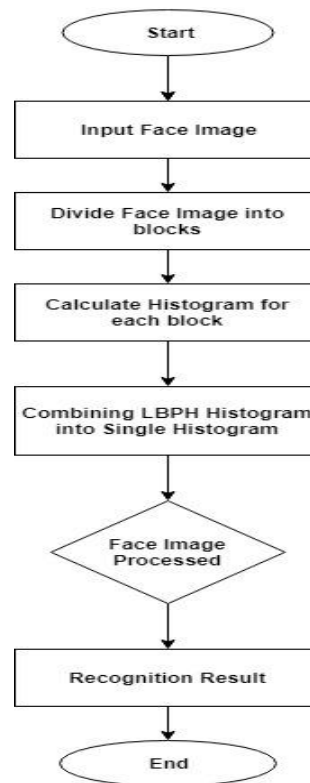 Start
Input Face Image
Divide Face Image into
blocks
Calculate Histogram for
each block
Combining LBPH Histogram
into Single Histogram
Face Image
Processed
Recognition Result
End